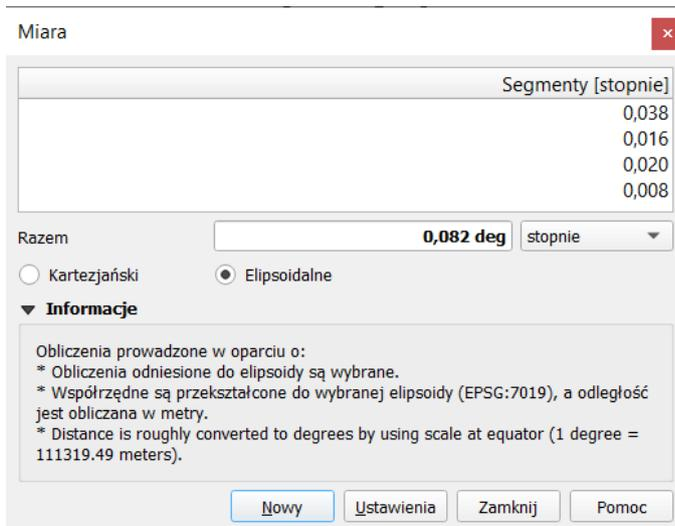 Miara
Segmenty [stopnie]
0,038
0,016
0,020
0,008
Razem 0,082 deg stopnie
Kartezjański Elipsoidalne
Informacje
Obliczenia prowadzone w oparciu o:
* Obliczenia odniesione do elipsoidy są wybrane.
* Współrzędne są przekształcone do wybranej elipsoidy (EPSG:7019), a odległość
jest obliczana w metry.
* Distance is roughly converted to degrees by using scale at equator (1 degree =
111319.49 meters).
Nowy Ustawienia Zamknij Pomoc